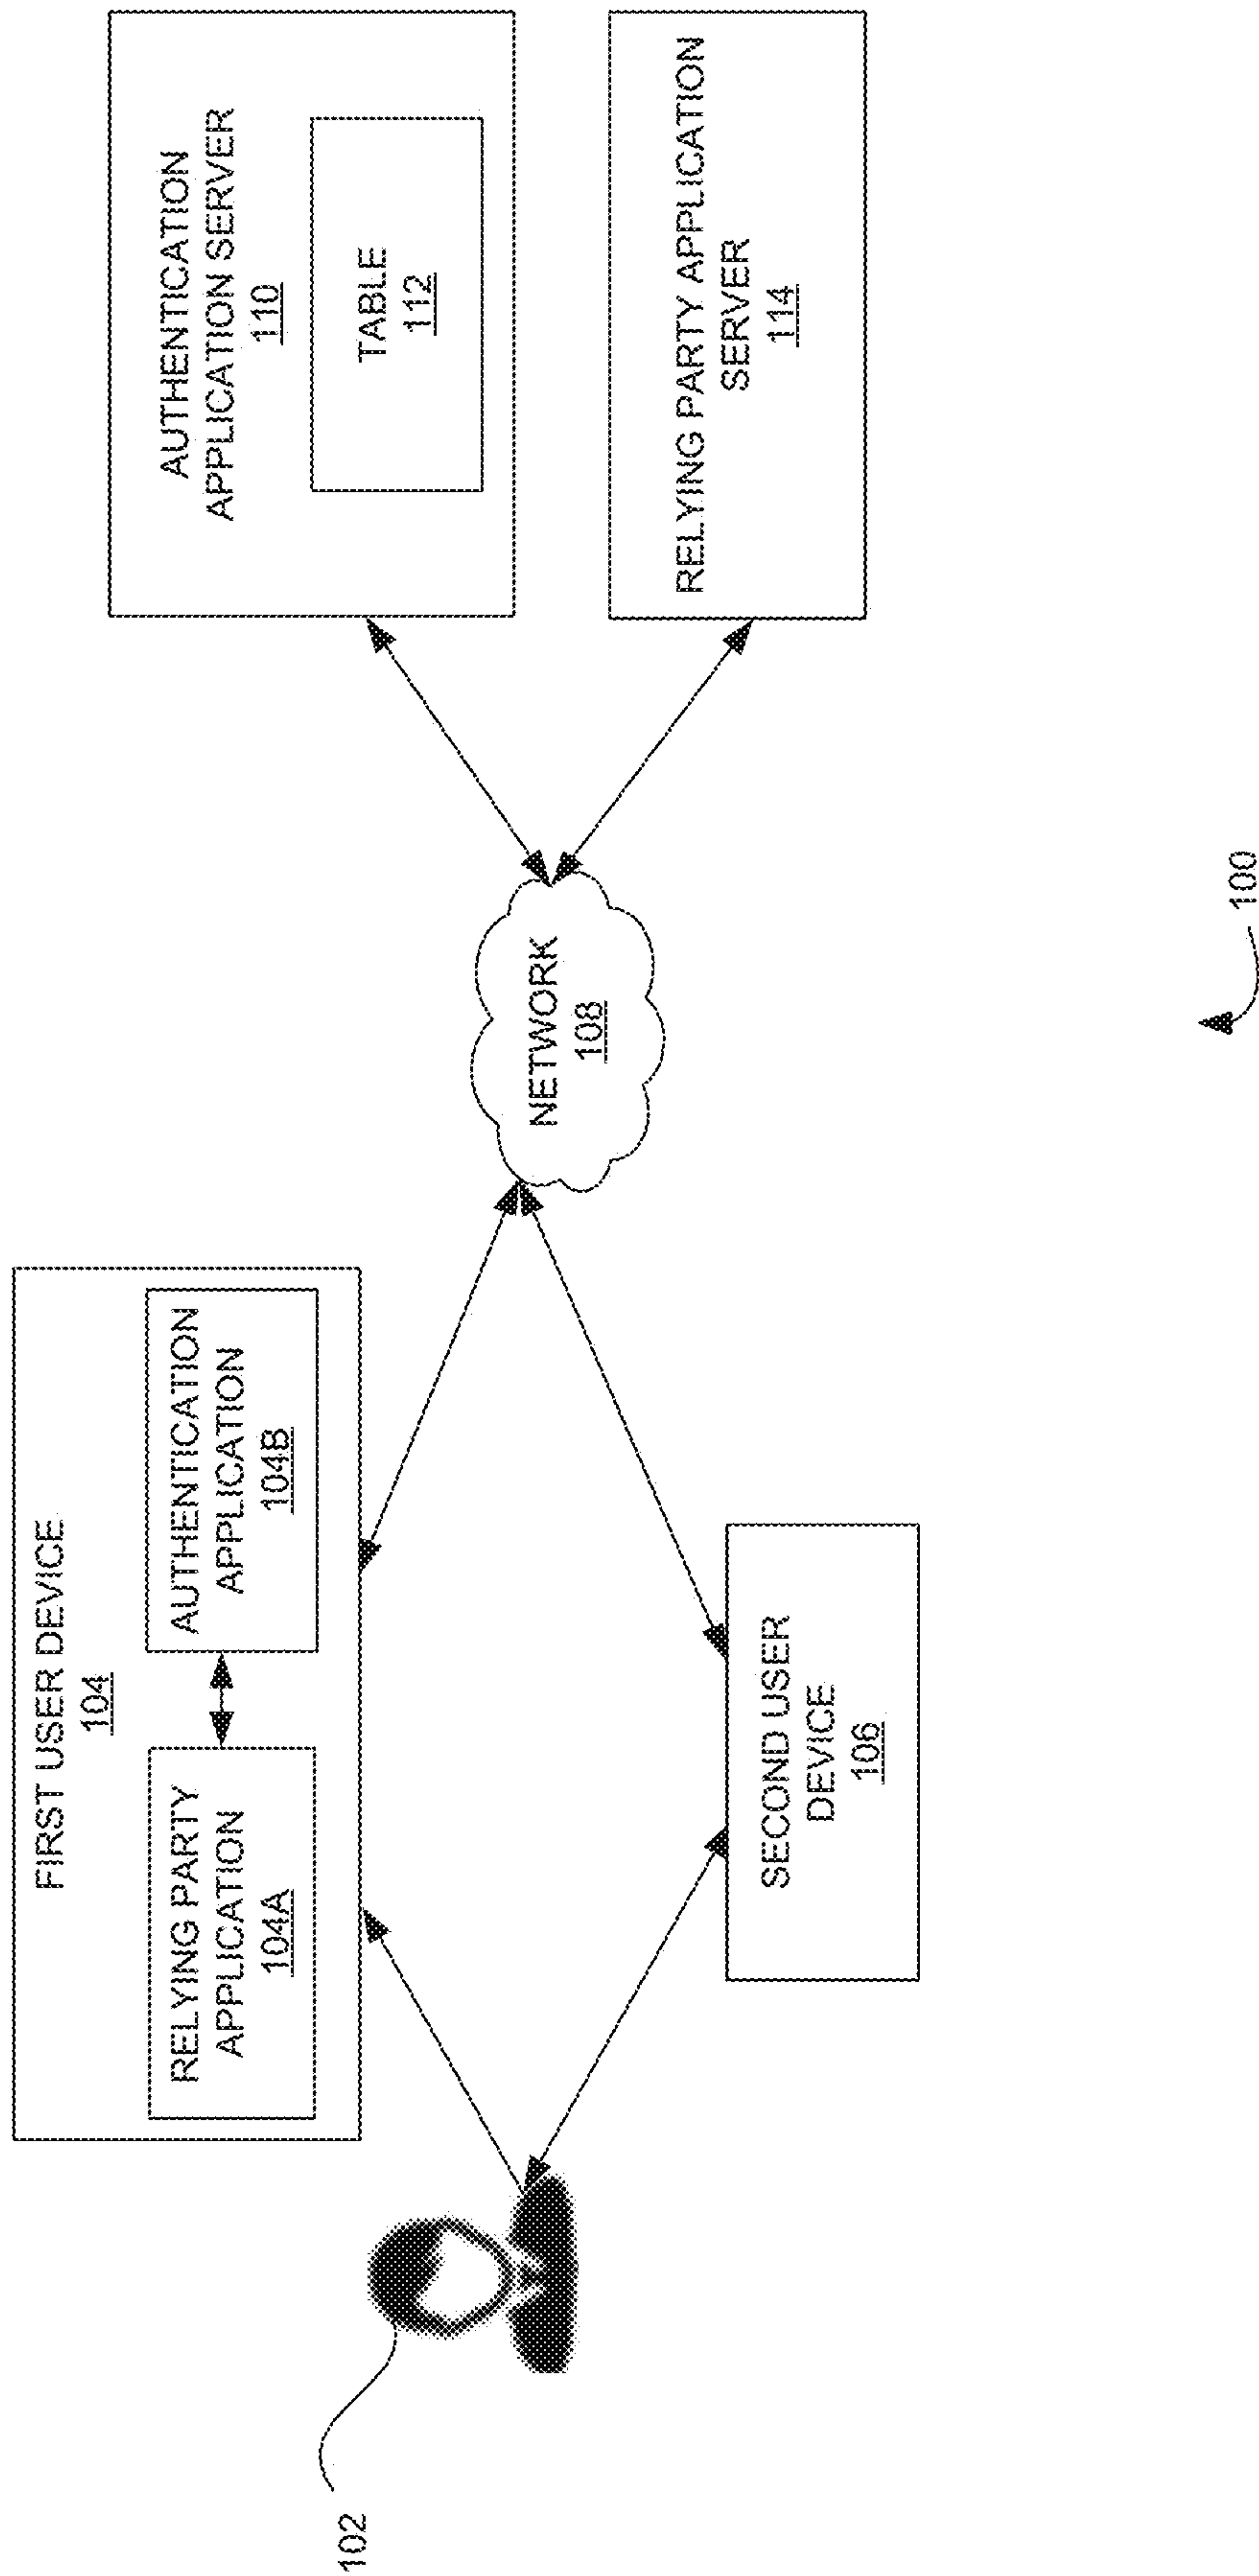 FIRST USER DEVICE
104
RELYING PARTY
APPLICATION
104A
AUTHENTICATION
APPLICATION
104B
102
SECOND USER
DEVICE
106
NETWORK
108
AUTHENTICATION
APPLICATION SERVER
110
TABLE
112
RELYING PARTY APPLICATION
SERVER
114
100